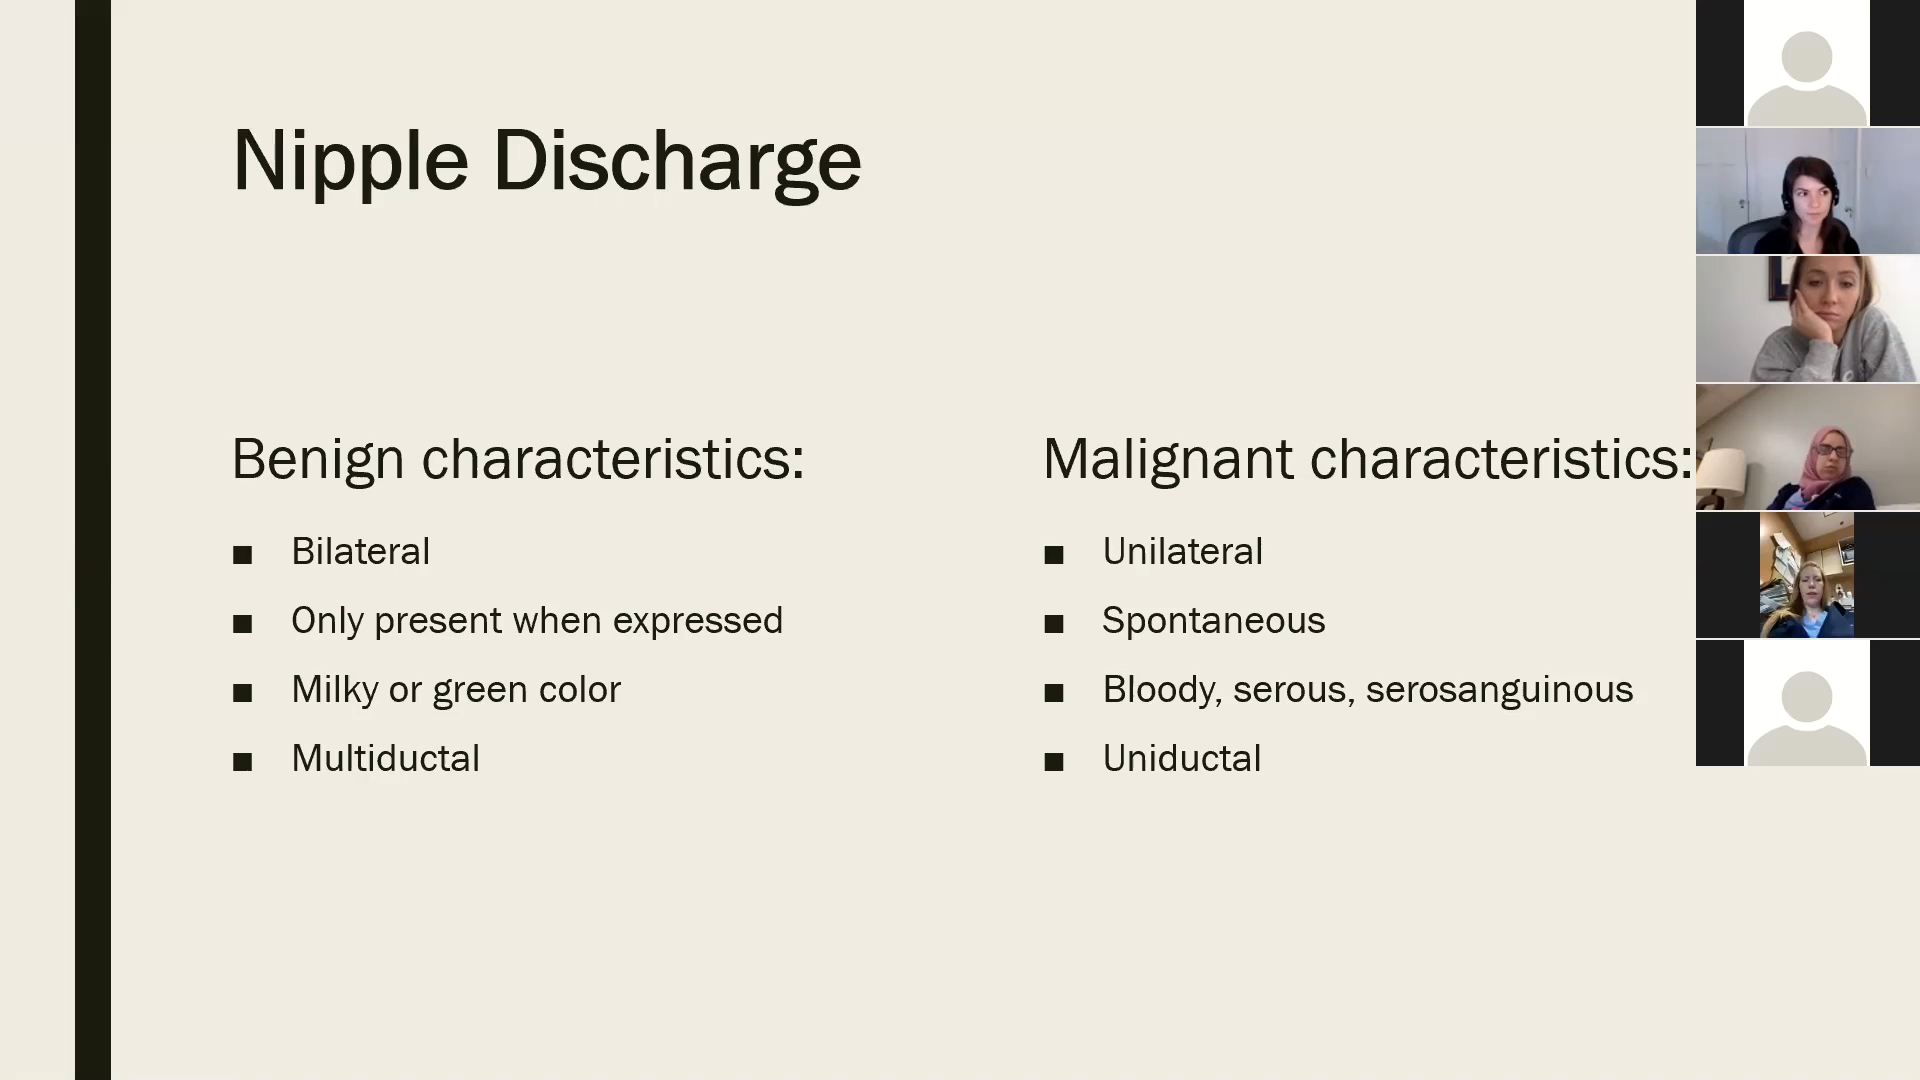 Nipple Discharge
Benign characteristics:
■ Bilateral
■ Only present when expressed
■ Milky or green color
■ Multiductal
Malignant characteristics:
■ Unilateral
■ Spontaneous
■ Bloody, serous, serosanguinous
■ Uniductal